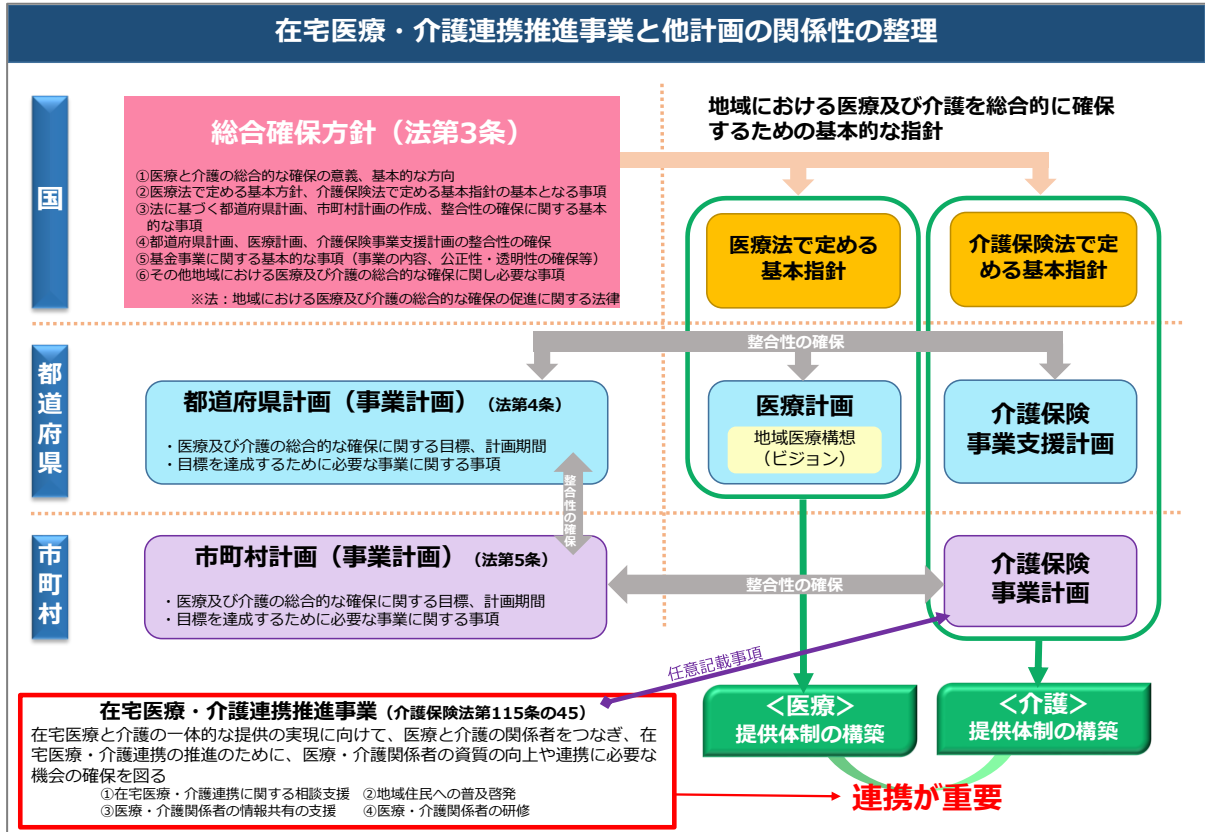 在宅医療・介護連携推進事業と他計画の関係性の整理
国
総合確保方針（法第3条）
①医療と介護の総合的な確保の意義、基本的な方向
②医療法で定める基本方針、介護保険法で定める基本指針の基本となる事項
③法に基づく都道府県計画、市町村計画の作成、整合性の確保に関する基本
的な事項
④都道府県計画、医療計画、介護保険事業支援計画の整合性の確保
⑤基金事業に関する基本的な事項（事業の内容、公正性・透明性の確保等）
⑥その他地域における医療及び介護の総合的な確保に関し必要な事項
※法：地域における医療及び介護の総合的な確保の促進に関する法律
地域における医療及び介護を総合的に確保
するための基本的な指針
医療法で定める
基本指針
介護保険法で定
める基本指針
都道府県
整合性の確保
都道府県計画（事業計画）（法第4条）
・医療及び介護の総合的な確保に関する目標、計画期間
・目標を達成するために必要な事業に関する事項
医療計画
地域医療構想
（ビジョン）
介護保険
事業支援計画
整合性の確保
市町村
市町村計画（事業計画）（法第5条）
・医療及び介護の総合的な確保に関する目標、計画期間
・目標を達成するために必要な事業に関する事項
整合性の確保
介護保険
事業計画
任意記載事項
在宅医療・介護連携推進事業（介護保険法第115条の45）
在宅医療と介護の一体的な提供の実現に向けて、医療と介護の関係者をつなぎ、在
宅医療・介護連携の推進のために、医療・介護関係者の資質の向上や連携に必要な
機会の確保を図る
①在宅医療・介護連携に関する相談支援　②地域住民への普及啓発
③医療・介護関係者の情報共有の支援　④医療・介護関係者の研修
＜医療＞
提供体制の構築
＜介護＞
提供体制の構築
連携が重要